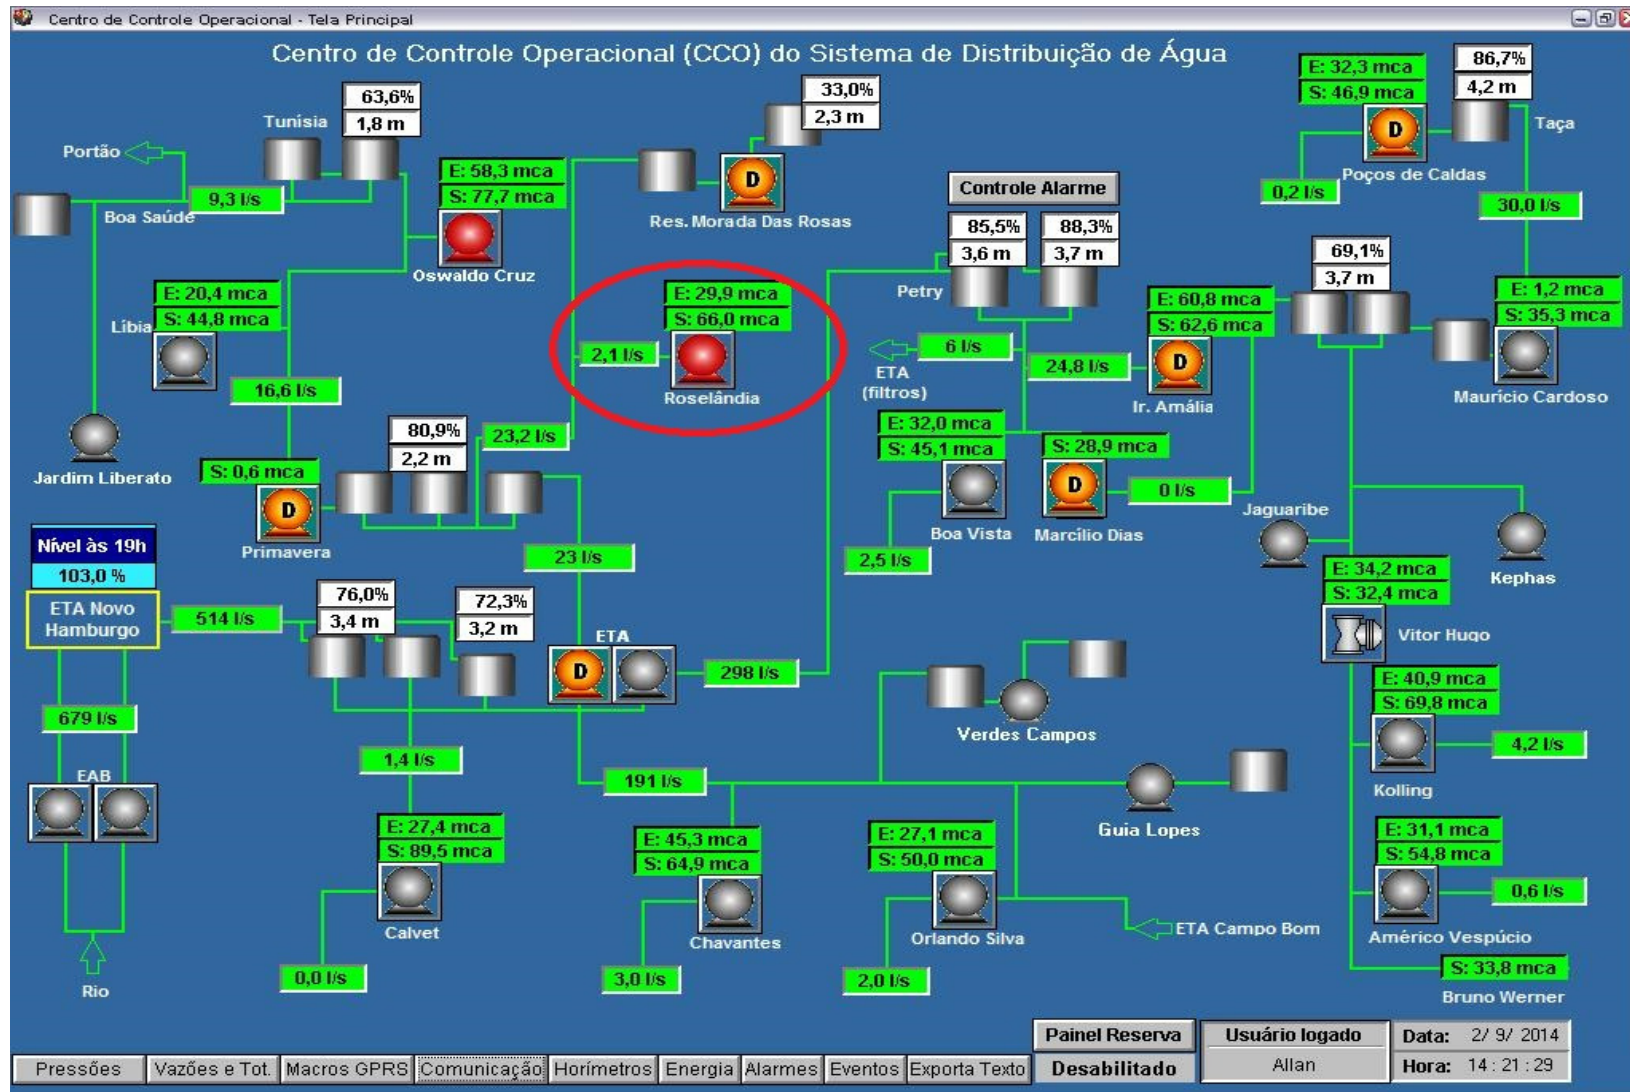 Centro de Controle Operacional - Tela Principal
Centro de Controle Operacional (CCO) do Sistema de Distribuição de Água
63,6%
1,8 m
Tunísia
Portão
9,3 l/s
Boa Saúde
E: 58,3 mca
S: 77,7 mca
Oswaldo Cruz
33,0%
2,3 m
D
Res. Morada Das Rosas
E: 32,3 mca
S: 46,9 mca
D
Poços de Caldas
86,7%
4,2 m
Taça
0,2 l/s
30,0 l/s
Controle Alarme
85,5%
3,6 m
88,3%
3,7 m
Petry
69,1%
3,7 m
E: 20,4 mca
S: 44,8 mca
Líbia
E: 29,9 mca
S: 66,0 mca
2,1 l/s
Roselândia
6 l/s
ETA
(filtros)
24,8 l/s
E: 60,8 mca
S: 62,6 mca
D
Ir. Amália
E: 1,2 mca
S: 35,3 mca
Maurício Cardoso
16,6 l/s
Jardim Liberato
S: 0,6 mca
D
Primavera
80,9%
2,2 m
23,2 l/s
E: 32,0 mca
S: 45,1 mca
Boa Vista
S: 28,9 mca
D
Marcílio Dias
0 l/s
Jaguaribe
Kephas
2,5 l/s
23 l/s
Nível às 19h
103,0 %
ETA Novo
Hamburgo
514 l/s
76,0%
3,4 m
72,3%
3,2 m
ETA
D
298 l/s
E: 34,2 mca
S: 32,4 mca
Vitor Hugo
679 l/s
EAB
Rio
1,4 l/s
191 l/s
Verdes Campos
Guia Lopes
E: 40,9 mca
S: 69,8 mca
4,2 l/s
Kolling
E: 27,4 mca
S: 89,5 mca
Calvet
0,0 l/s
E: 45,3 mca
S: 64,9 mca
Chavantes
3,0 l/s
E: 27,1 mca
S: 50,0 mca
Orlando Silva
2,0 l/s
ETA Campo Bom
E: 31,1 mca
S: 54,8 mca
0,6 l/s
Américo Vespúcio
S: 33,8 mca
Bruno Werner
Painel Reserva
Desabilitado
Usuário logado
Allan
Data: 2/ 9/ 2014
Hora: 14 : 21 : 29
Pressões
Vazões e Tot.
Macros GPRS
Comunicação
Horímetros
Energia
Alarmes
Eventos
Exporta Texto